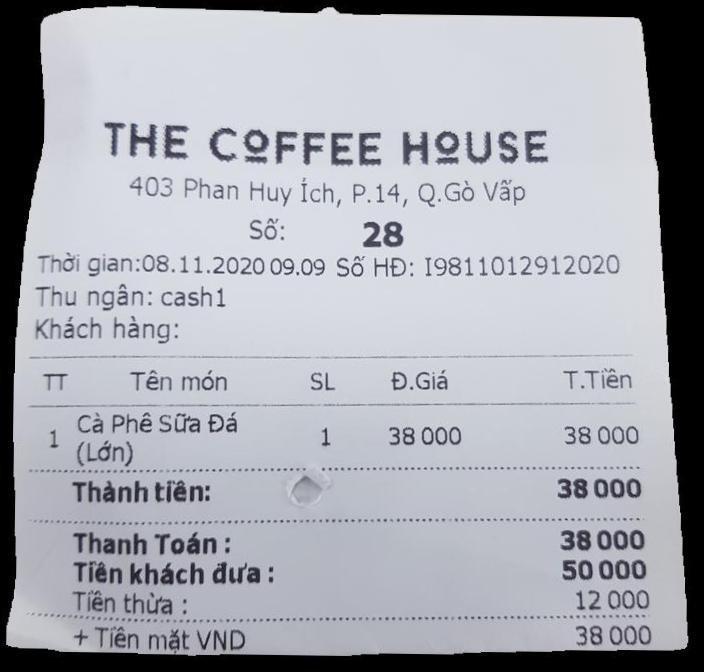 THE COFFEE HOUSE
403 Phan Huy Ích, P.14, Q.Gò Vấp
Số: 28
Thời gian:08.11.2020 09.09 Số HĐ: I9811012912020
Thu ngân: cash1
Khách hàng:
TT Tên món SL Đ.Giá T.Tiền
1 Cà Phê Sữa Đá 1 38 000 38 000
(Lớn)
Thành tiền: 38 000
Thanh Toán : 38 000
Tiền khách đưa : 50 000
Tiền thừa : 12 000
+ Tiền mặt VND 38 000